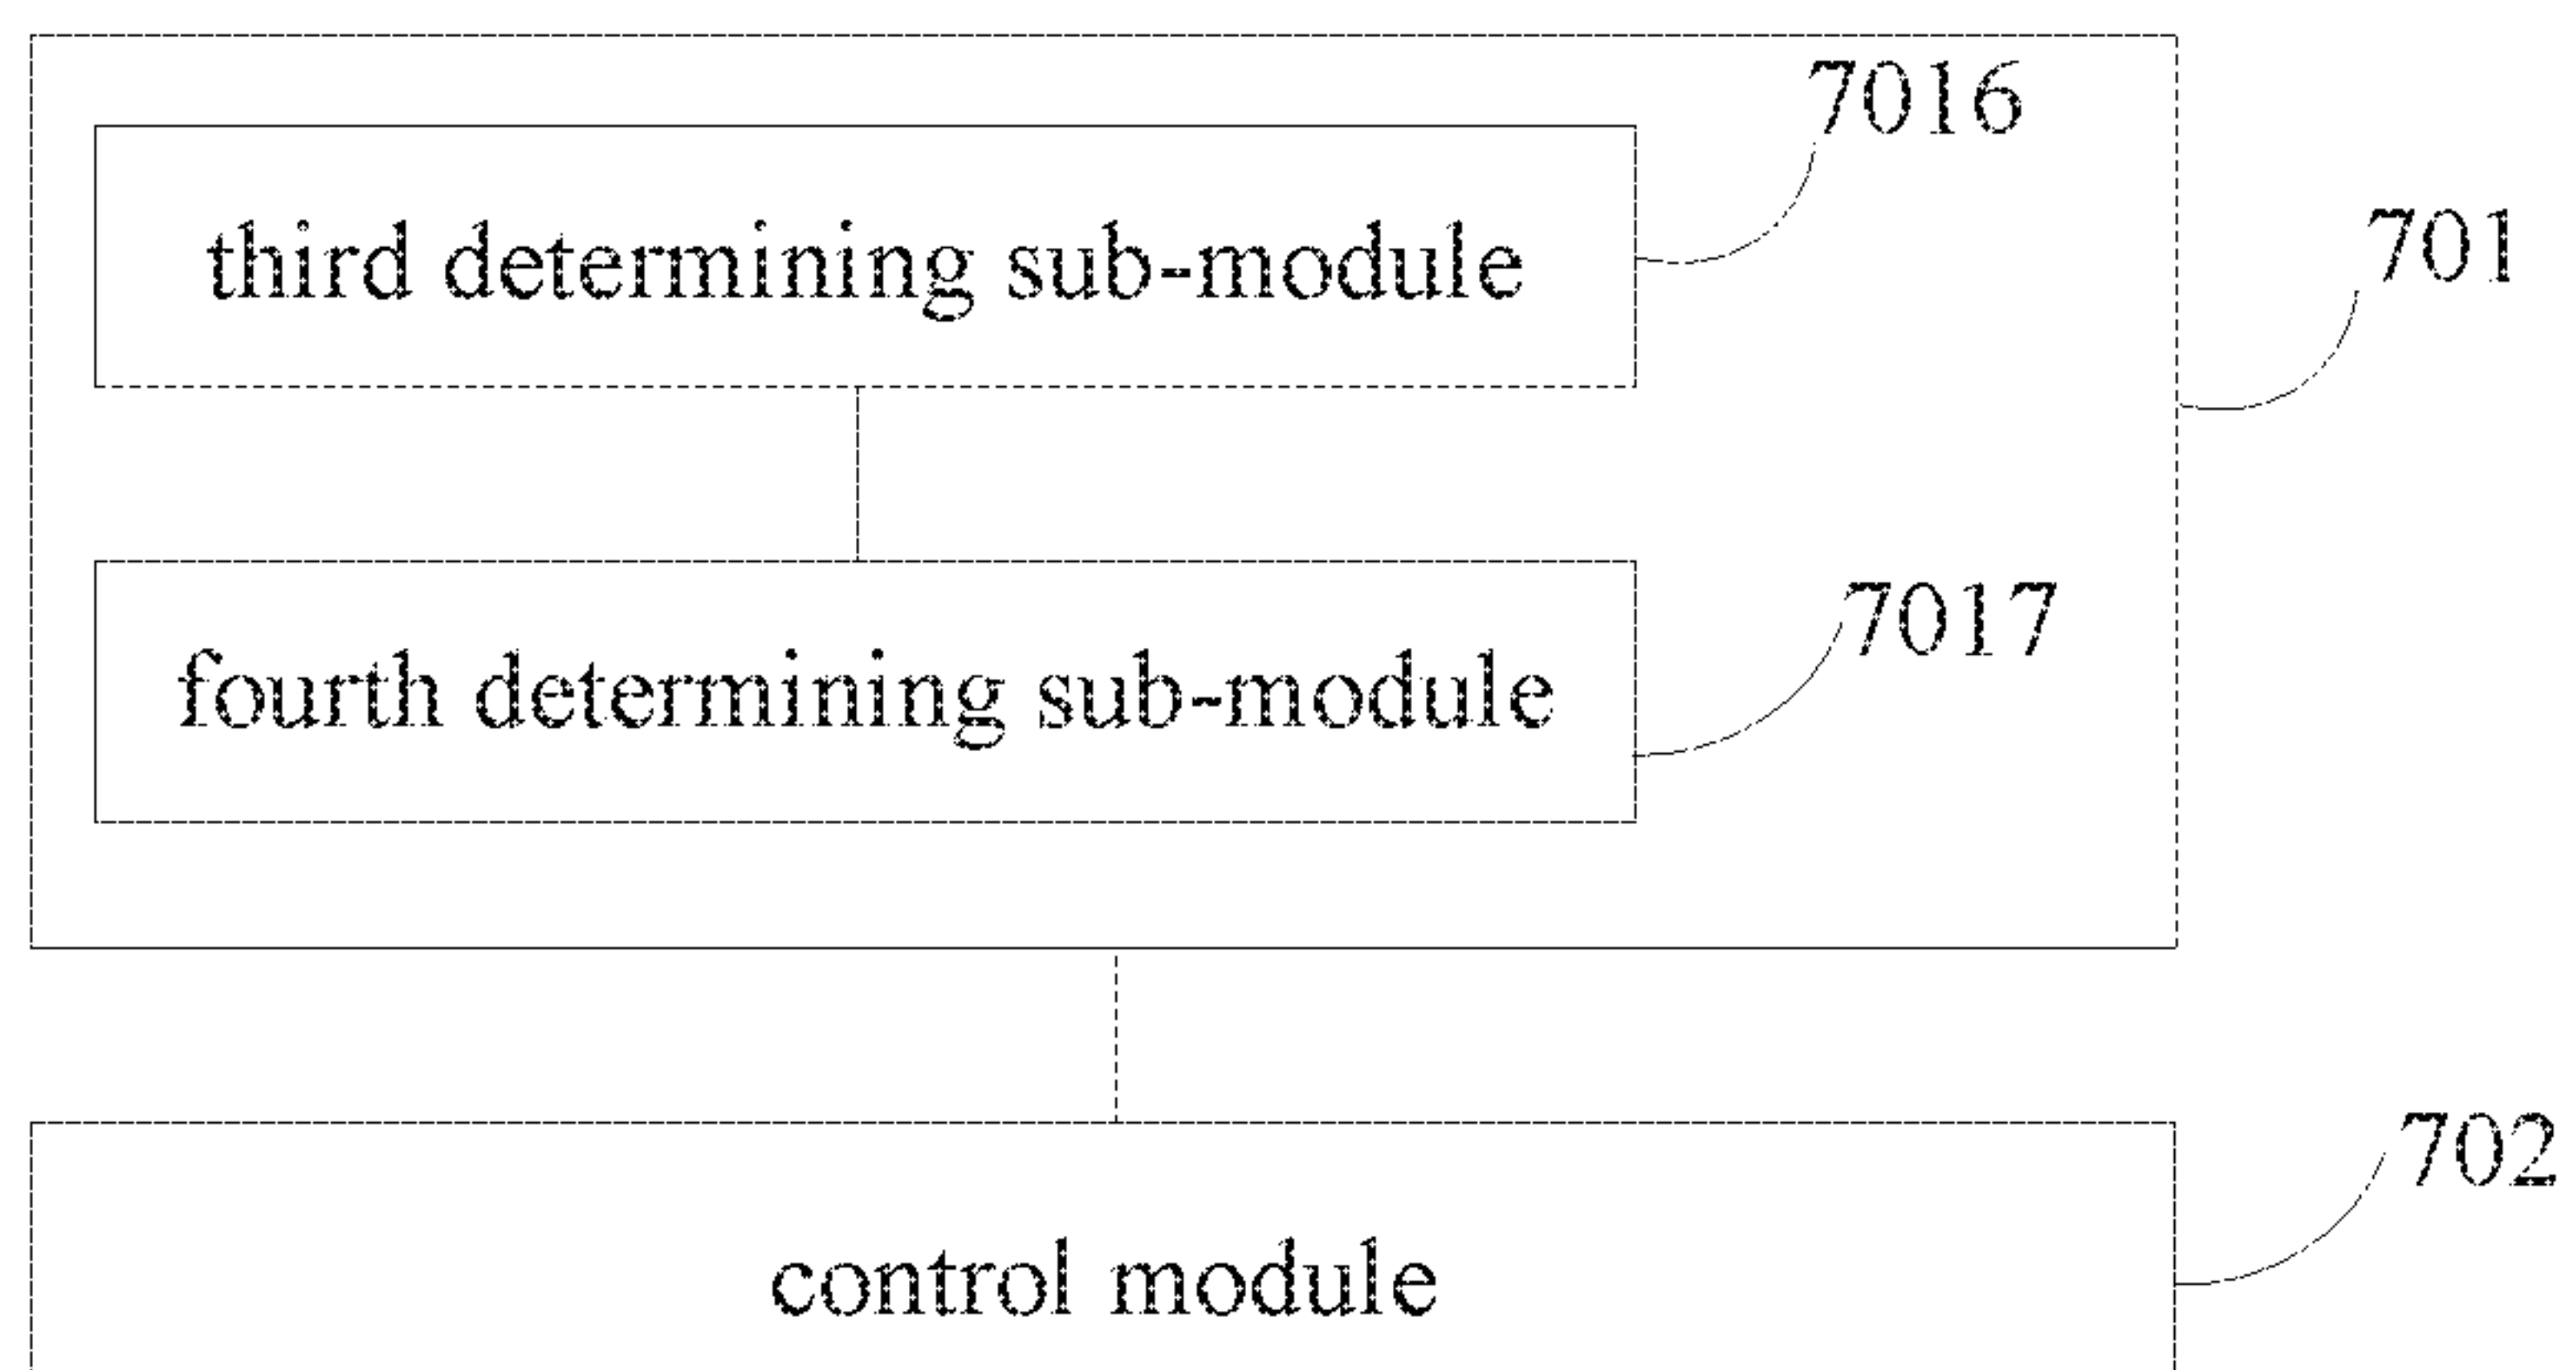 7016
third determining sub-module
701
7017
fourth determining sub-module
702
control module